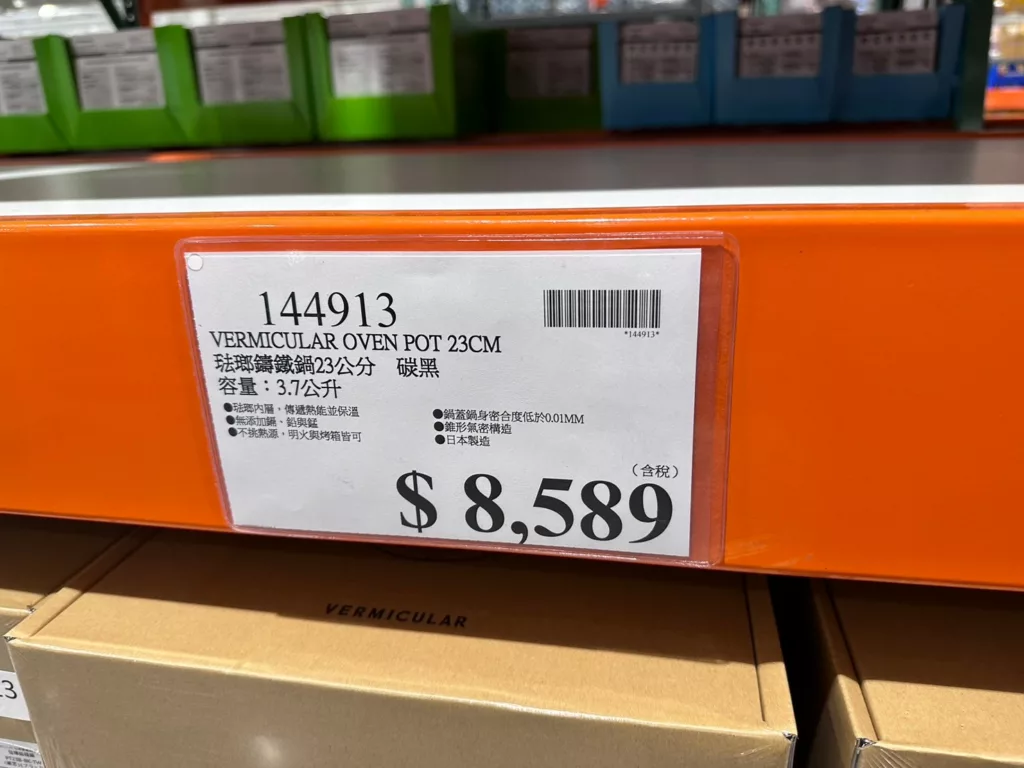 144913
*144913*
VERMICULAR OVEN POT 23CM
琺瑯鑄鐵鍋23公分 碳黑
容量：3.7公升
●琺瑯內層，傳遞熱能並保溫
●無添加鎘、鉛與錳
●不挑熱源，明火與烤箱皆可
●鍋蓋鍋身密合度低於0.01MM
●錐形氣密構造
●日本製造
（含稅）
$ 8,589
VERMICULAR